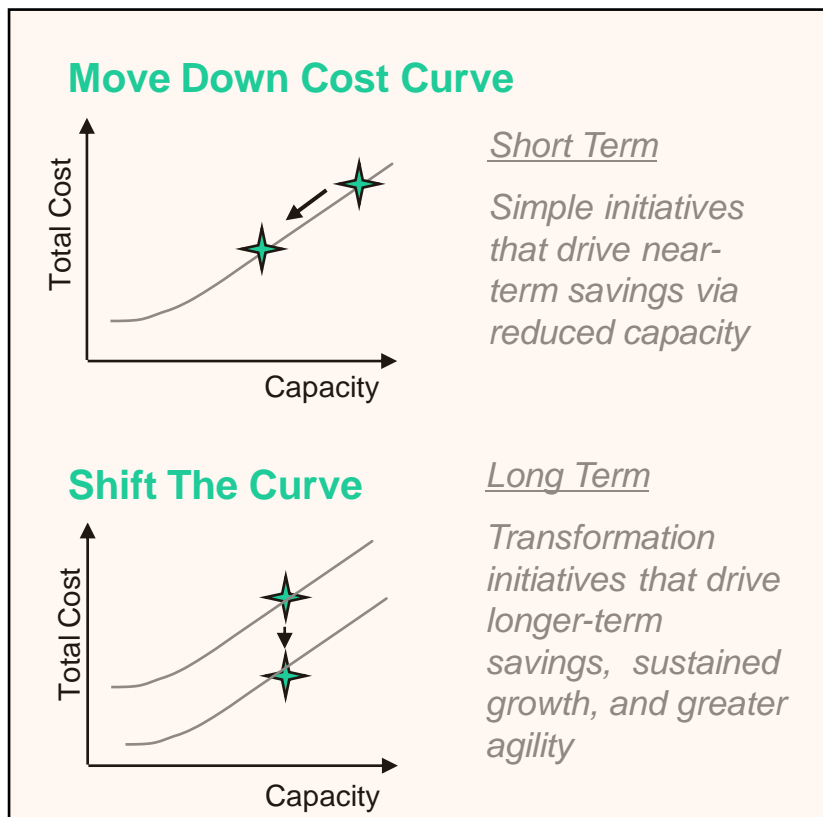 Move Down Cost Curve
Total Cost
Capacity
Short Term
Simple initiatives
that drive near-
term savings via
reduced capacity
Shift The Curve
Total Cost
Capacity
Long Term
Transformation
initiatives that drive
longer-term
savings, sustained
growth, and greater
agility